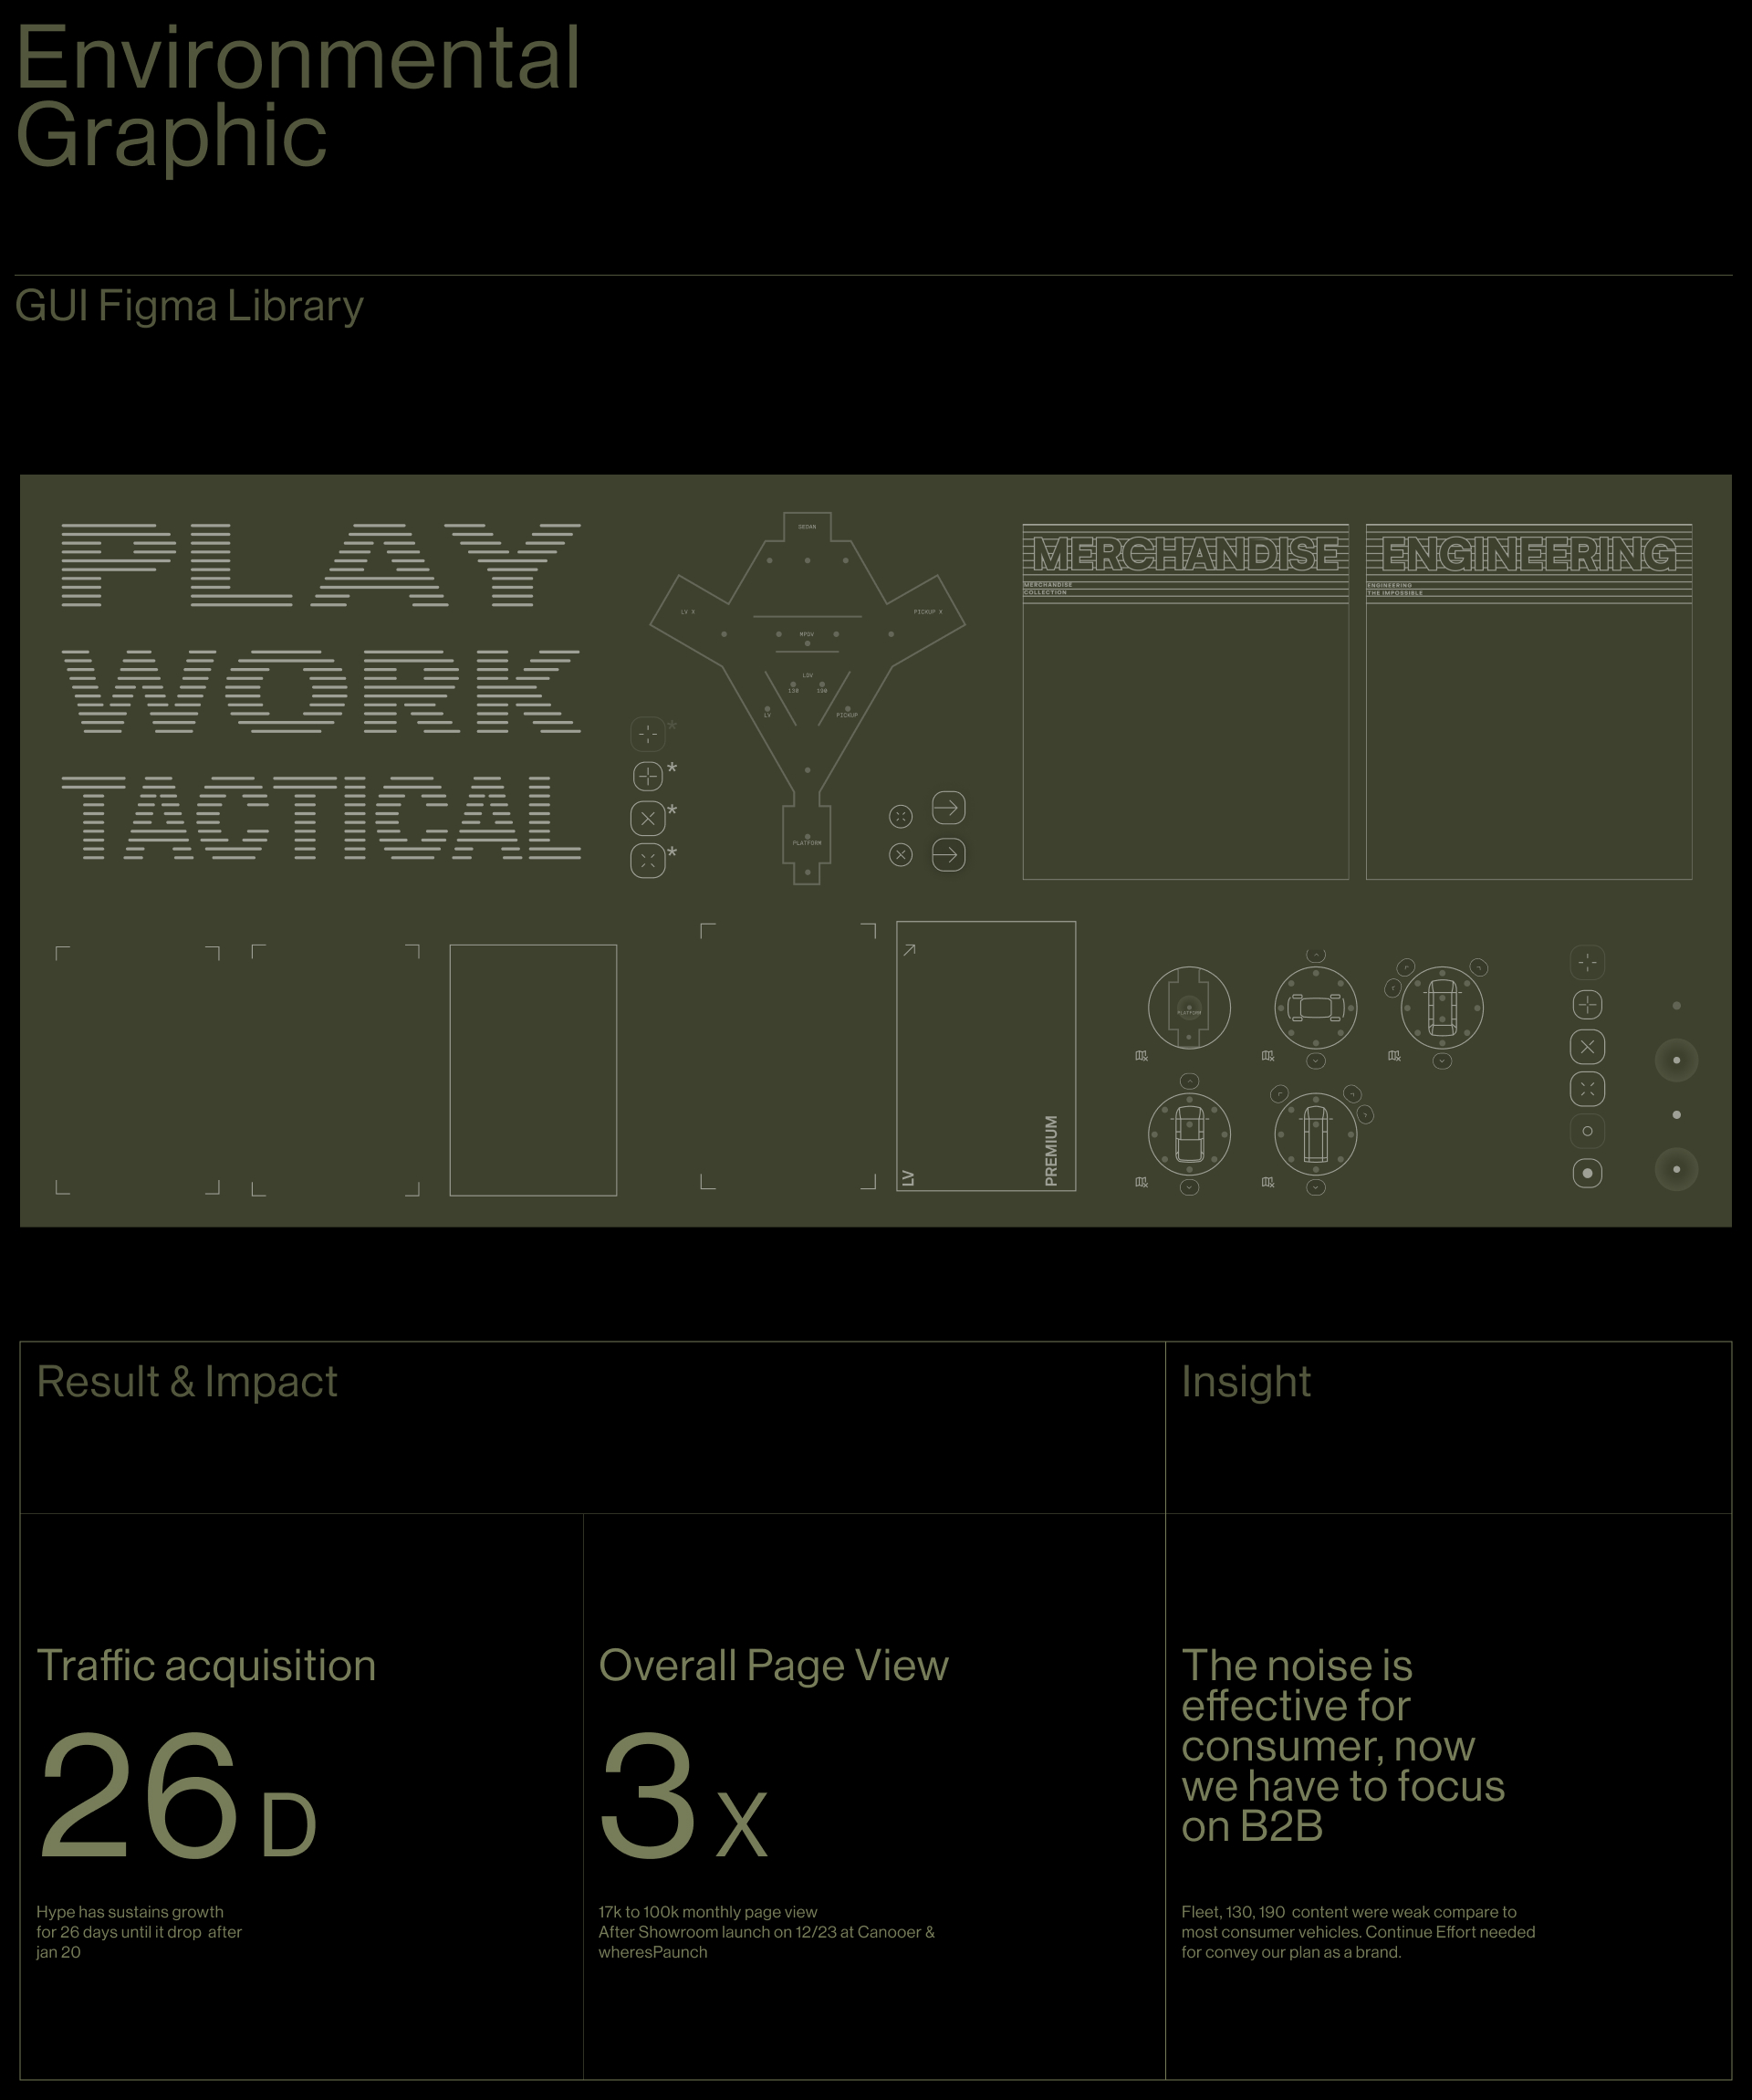 Environmental
Graphic
GUI Figma Library
PLAY
WORK
TACTICAL
*
*
*
*
SEDAN
LV X
PICKUP X
MPDV
LDV
130
190
LV
PICKUP
PLATFORM
MERCHANDISE
MERCHANDISE
COLLECTION
ENGINEERING
ENGINEERING
THE IMPOSSIBLE
LV
PREMIUM
PLATFORM
Result & Impact
Insight
Traffic acquisition
26 D
Hype has sustains growth
for 26 days until it drop  after
jan 20
Overall Page View
3 X
17k to 100k monthly page view
After Showroom launch on 12/23 at Canooer &
wheresPaunch
The noise is
effective for
consumer, now
we have to focus
on B2B
Fleet, 130, 190  content were weak compare to
most consumer vehicles. Continue Effort needed
for convey our plan as a brand.